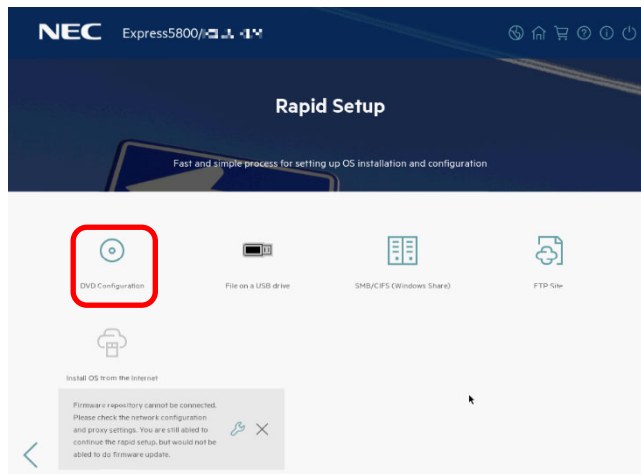 NEC Express5800/
Rapid Setup
Fast and simple process for setting up OS installation and configuration
DVD Configuration
File on a USB drive
SMB/CIFS (Windows Share)
FTP Site
Install OS from the Internet
Firmware repository cannot be connected.
Please check the network configuration
and proxy settings. You are still abled to
continue the rapid setup, but would not be
abled to do firmware update.